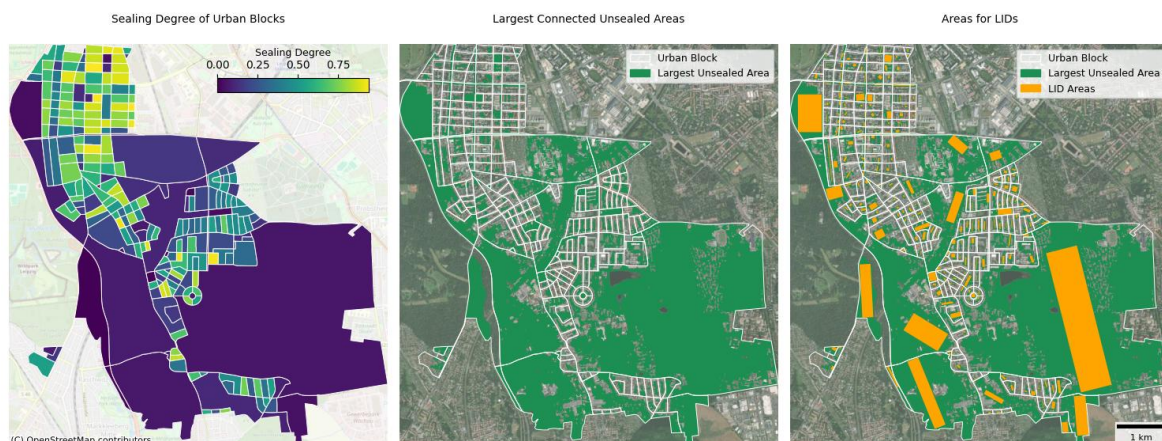 Sealing Degree of Urban Blocks
Sealing Degree
0.00 0.25 0.50 0.75
(C) OpenStreetMap contributors
Largest Connected Unsealed Areas
Urban Block
Largest Unsealed Area
Areas for LIDs
Urban Block
Largest Unsealed Area
LID Areas
1 km